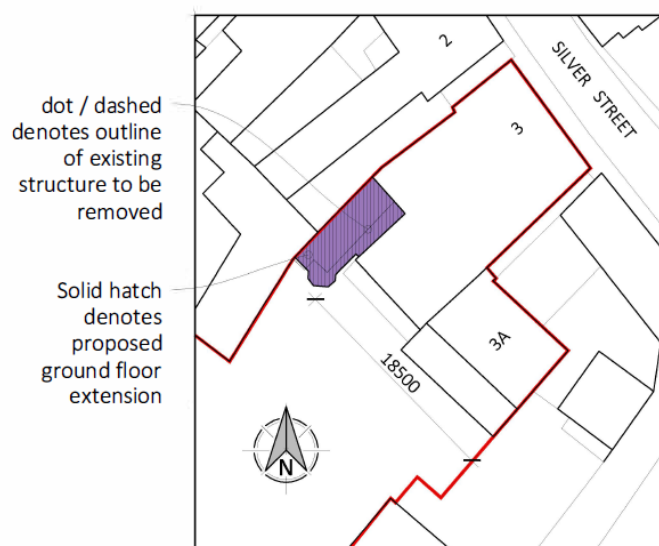 dot / dashed
denotes outline
of existing
structure to be
removed
Solid hatch
denotes
proposed
ground floor
extension
2
SILVER STREET
3
3A
18500
N